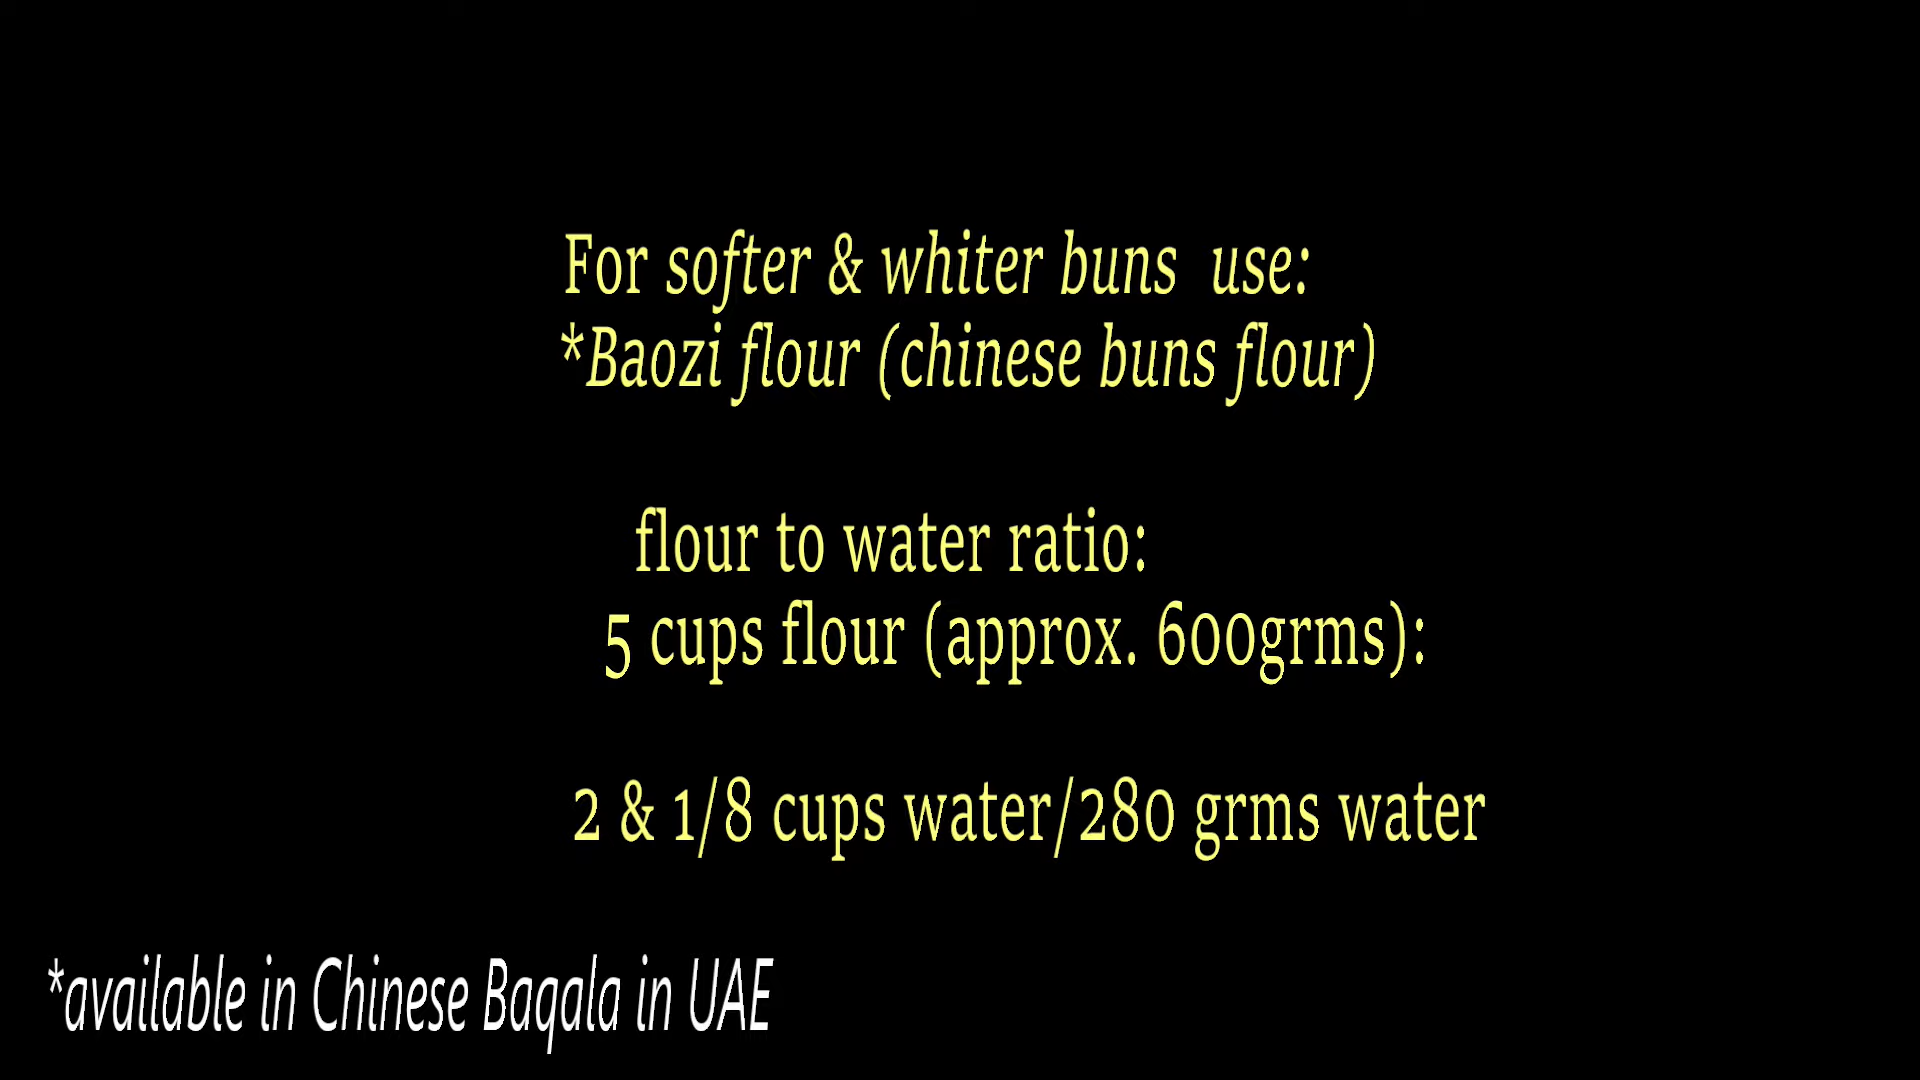 For softer & whiter buns use:
*Baozi flour (chinese buns flour)
flour to water ratio:
5 cups flour (approx. 600grms):
2 & 1/8 cups water/280 grms water
*available in Chinese Baqala in UAE